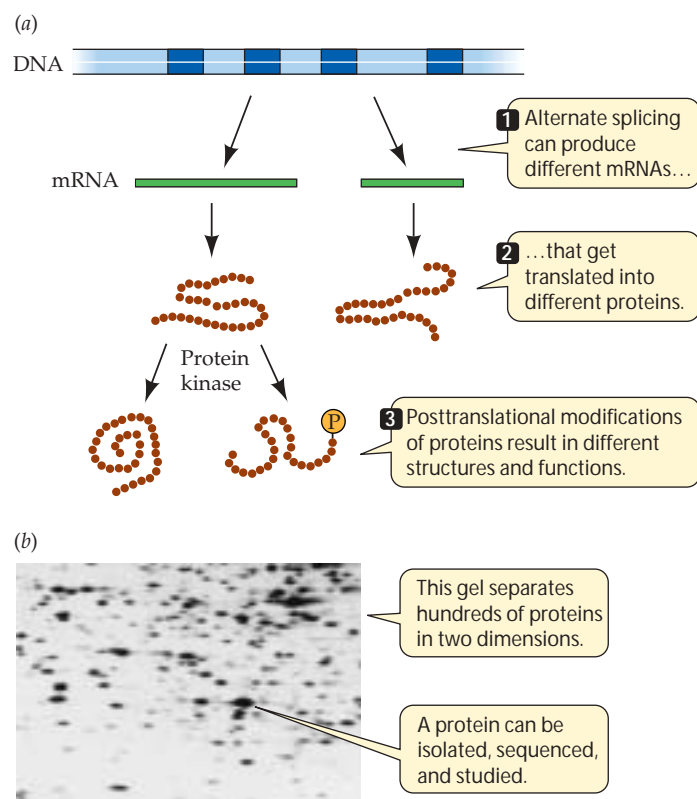 (a)
DNA
1 Alternate splicing
can produce
different mRNAs…
mRNA
2 …that get
translated into
different proteins.
Protein
kinase
P
3 Posttranslational modifications
of proteins result in different
structures and functions.
(b)
This gel separates
hundreds of proteins
in two dimensions.
A protein can be
isolated, sequenced,
and studied.